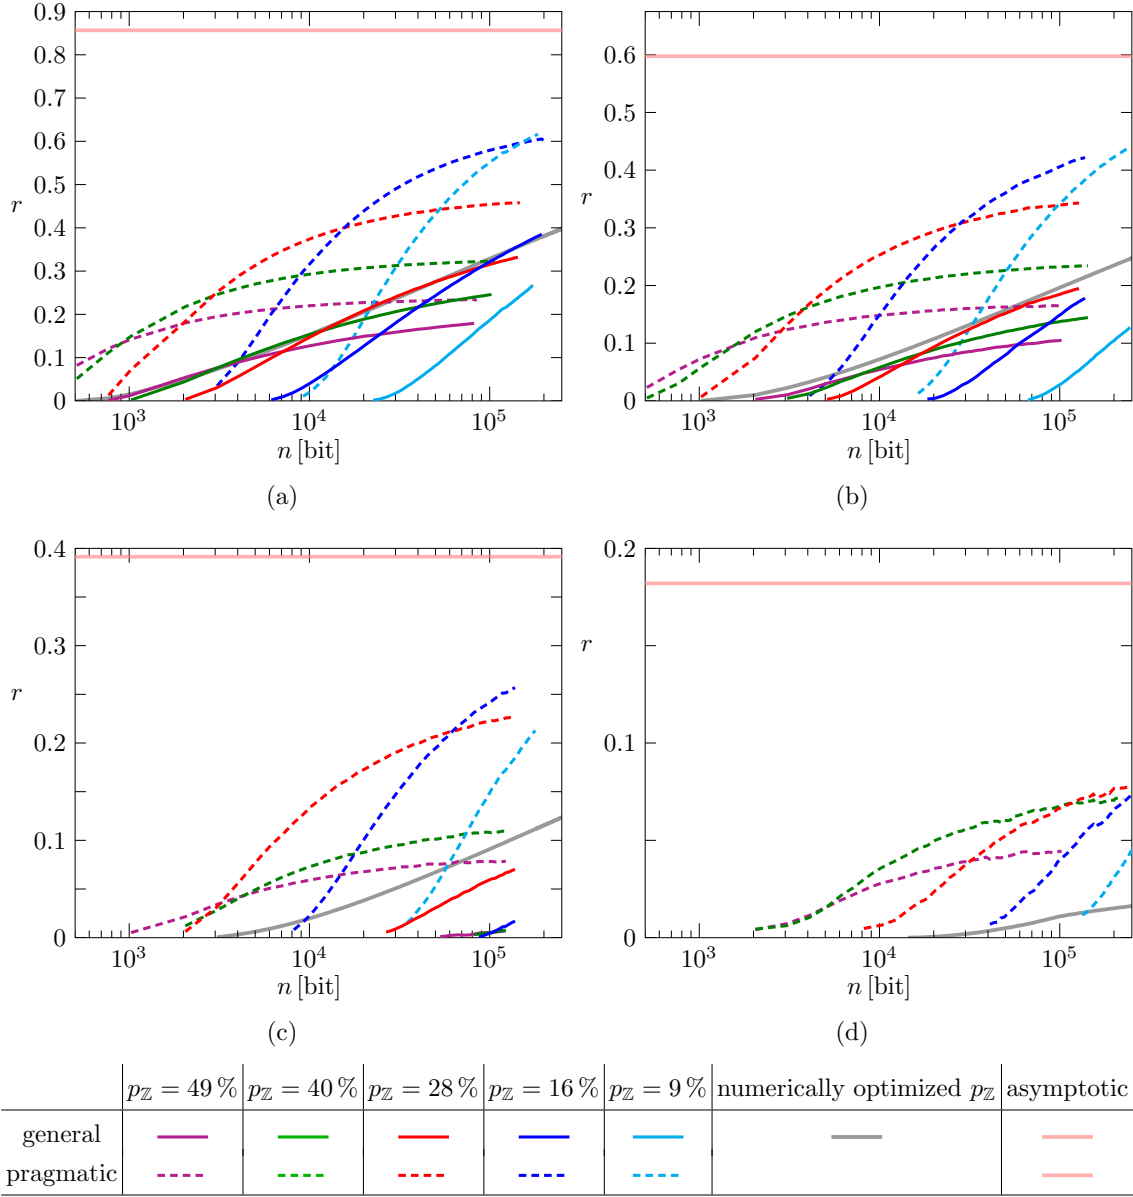 0.9
0.8
0.7
0.6
0.5
r
0.4
0.3
0.2
0.1
0
10^3 10^4 10^5
n [bit]
(a)
0.6
0.5
0.4
r
0.3
0.2
0.1
0
10^3 10^4 10^5
n [bit]
(b)
0.4
0.3
r
0.2
0.1
0
10^3 10^4 10^5
n [bit]
(c)
0.2
r
0.1
0
10^3 10^4 10^5
n [bit]
(d)
p_ℤ = 49 % p_ℤ = 40 % p_ℤ = 28 % p_ℤ = 16 % p_ℤ = 9 % numerically optimized p_ℤ asymptotic
general
pragmatic